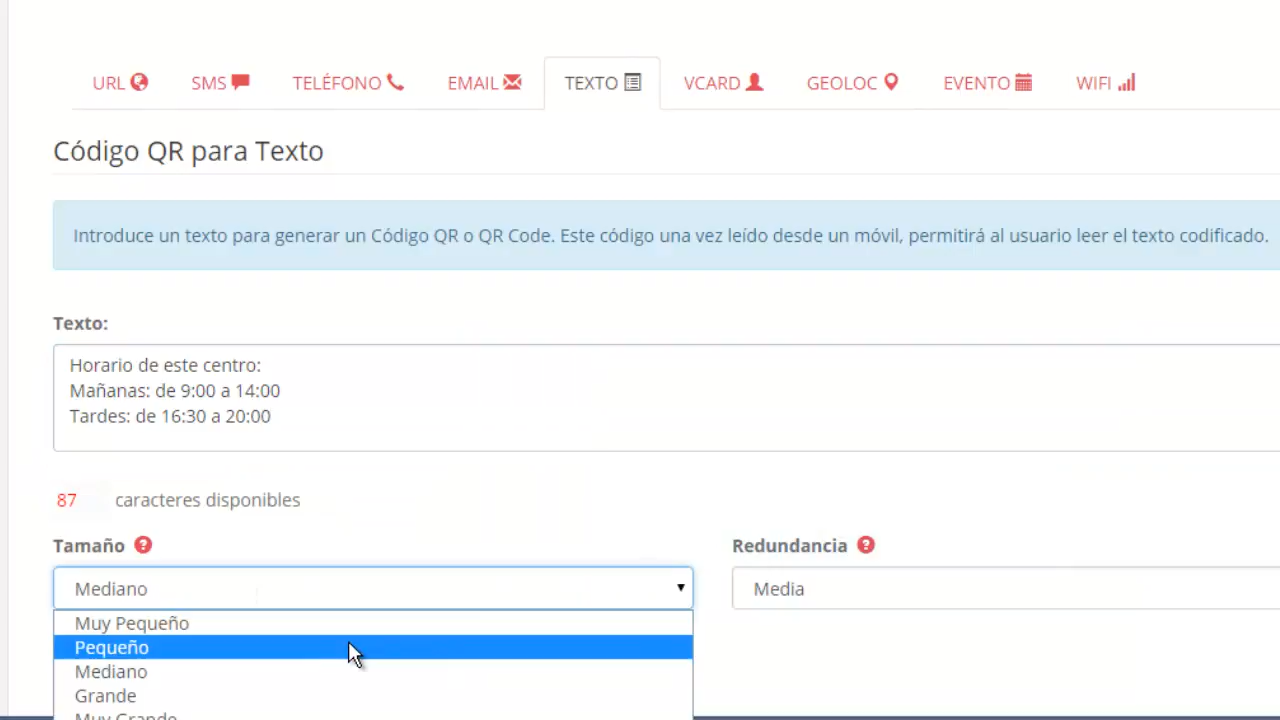 URL SMS TELÉFONO EMAIL TEXTO VCARD GEOLOC EVENTO WIFI
Código QR para Texto
Introduce un texto para generar un Código QR o QR Code. Este código una vez leído desde un móvil, permitirá al usuario leer el texto codificado.
Texto:
Horario de este centro:
Mañanas: de 9:00 a 14:00
Tardes: de 16:30 a 20:00
87 caracteres disponibles
Tamaño ? Redundancia ?
Mediano Media
Muy Pequeño
Pequeño
Mediano
Grande
Muy Grande